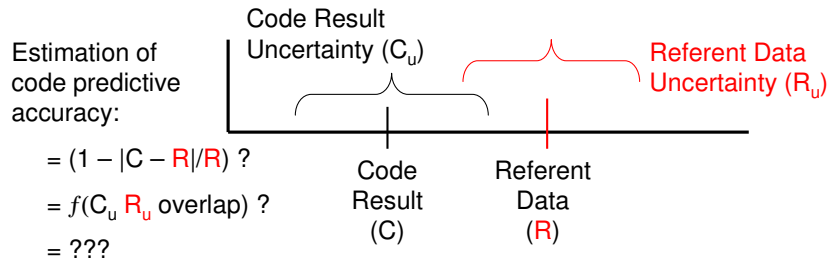 Code Result
Uncertainty (Cᵤ)
Estimation of
code predictive
accuracy:
= (1 – |C – R|/R) ?
= f(Cᵤ Rᵤ overlap) ?
= ???
Referent Data
Uncertainty (Rᵤ)
Code
Result
(C)
Referent
Data
(R)